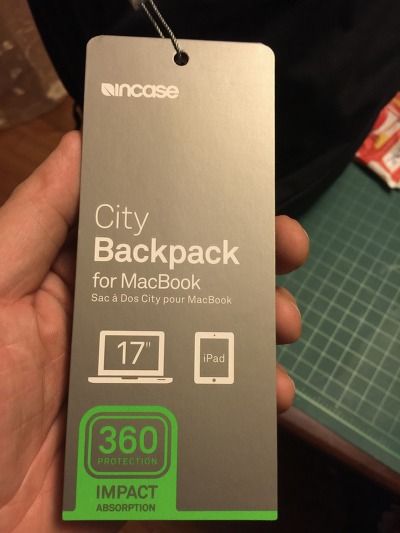 incase
City
Backpack
for MacBook
Sac à Dos City pour MacBook
17"
iPad
360
PROTECTION
IMPACT
ABSORPTION